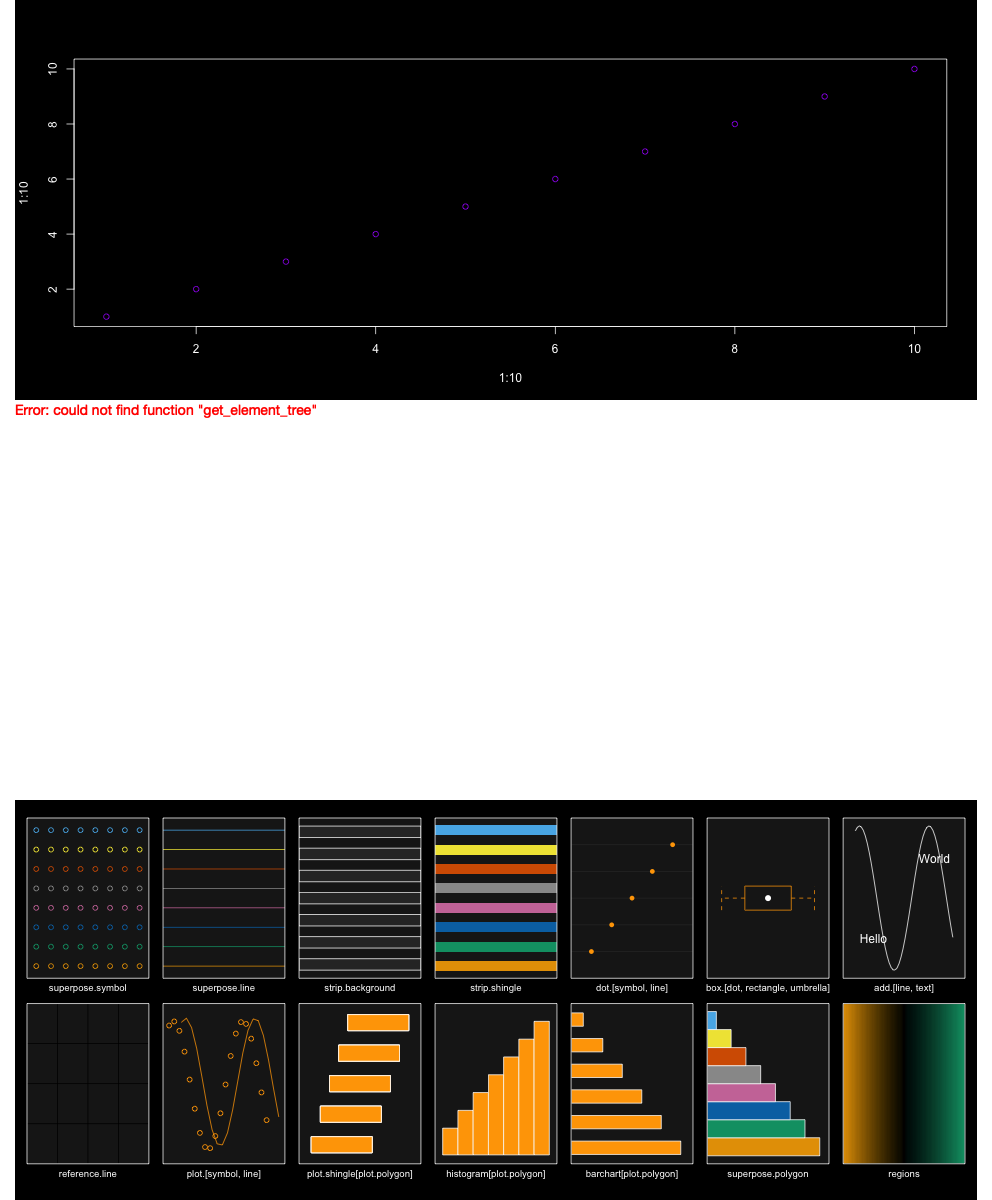 10
8
6
4
2
1:10
2 4 6 8 10
1:10
Error: could not find function "get_element_tree"
World
Hello
superpose.symbol superpose.line strip.background strip.shingle dot.[symbol, line] box.[dot, rectangle, umbrella] add.[line, text]
reference.line plot.[symbol, line] plot.shingle[plot.polygon] histogram[plot.polygon] barchart[plot.polygon] superpose.polygon regions